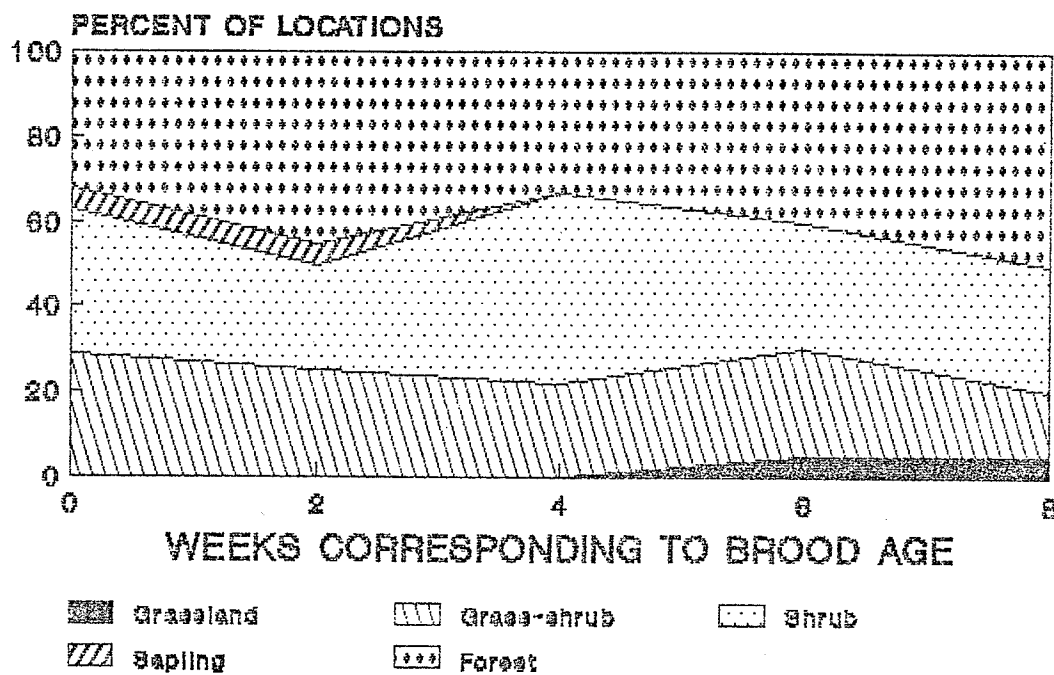 PERCENT OF LOCATIONS
100
80
60
40
20
0
0 2 4 6 8
WEEKS CORRESPONDING TO BROOD AGE
Grassland Grass-shrub Shrub
Sapling Forest